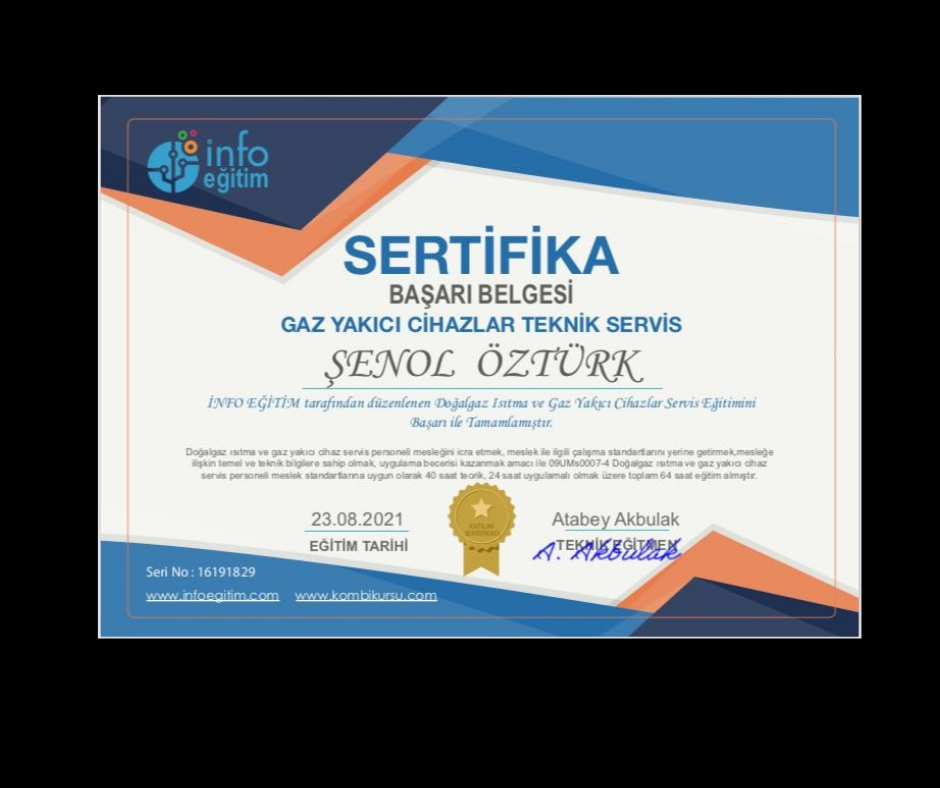 info
eğitim
SERTİFİKA
BAŞARI BELGESİ
GAZ YAKICI CİHAZLAR TEKNİK SERVİS
ŞENOL ÖZTÜRK
İNFO EĞİTİM tarafından düzenlenen Doğalgaz Isıtma ve Gaz Yakıcı Cihazlar Servis Eğitimini
Başarı ile Tamamlamıştır.
Doğalgaz ısıtma ve gaz yakıcı cihaz servis personeli mesleğini icra etmek, meslek ile ilgili çalışma standartlarını yerine getirmek,mesleğe
ilişkin temel ve teknik bilgilere sahip olmak, uygulama becerisi kazanmak amacı ile 09UMs0007-4 Doğalgaz ısıtma ve gaz yakıcı cihaz
servis personeli meslek standartlarına uygun olarak 40 saat teorik, 24 saat uygulamalı olmak üzere toplam 64 saat eğitim almıştır.
23.08.2021
EĞİTİM TARİHİ
Atabey Akbulak
TEKNİK EĞİTMEN
A. Akbulak
Seri No : 16191829
www.infoegitim.com www.kombikursu.com